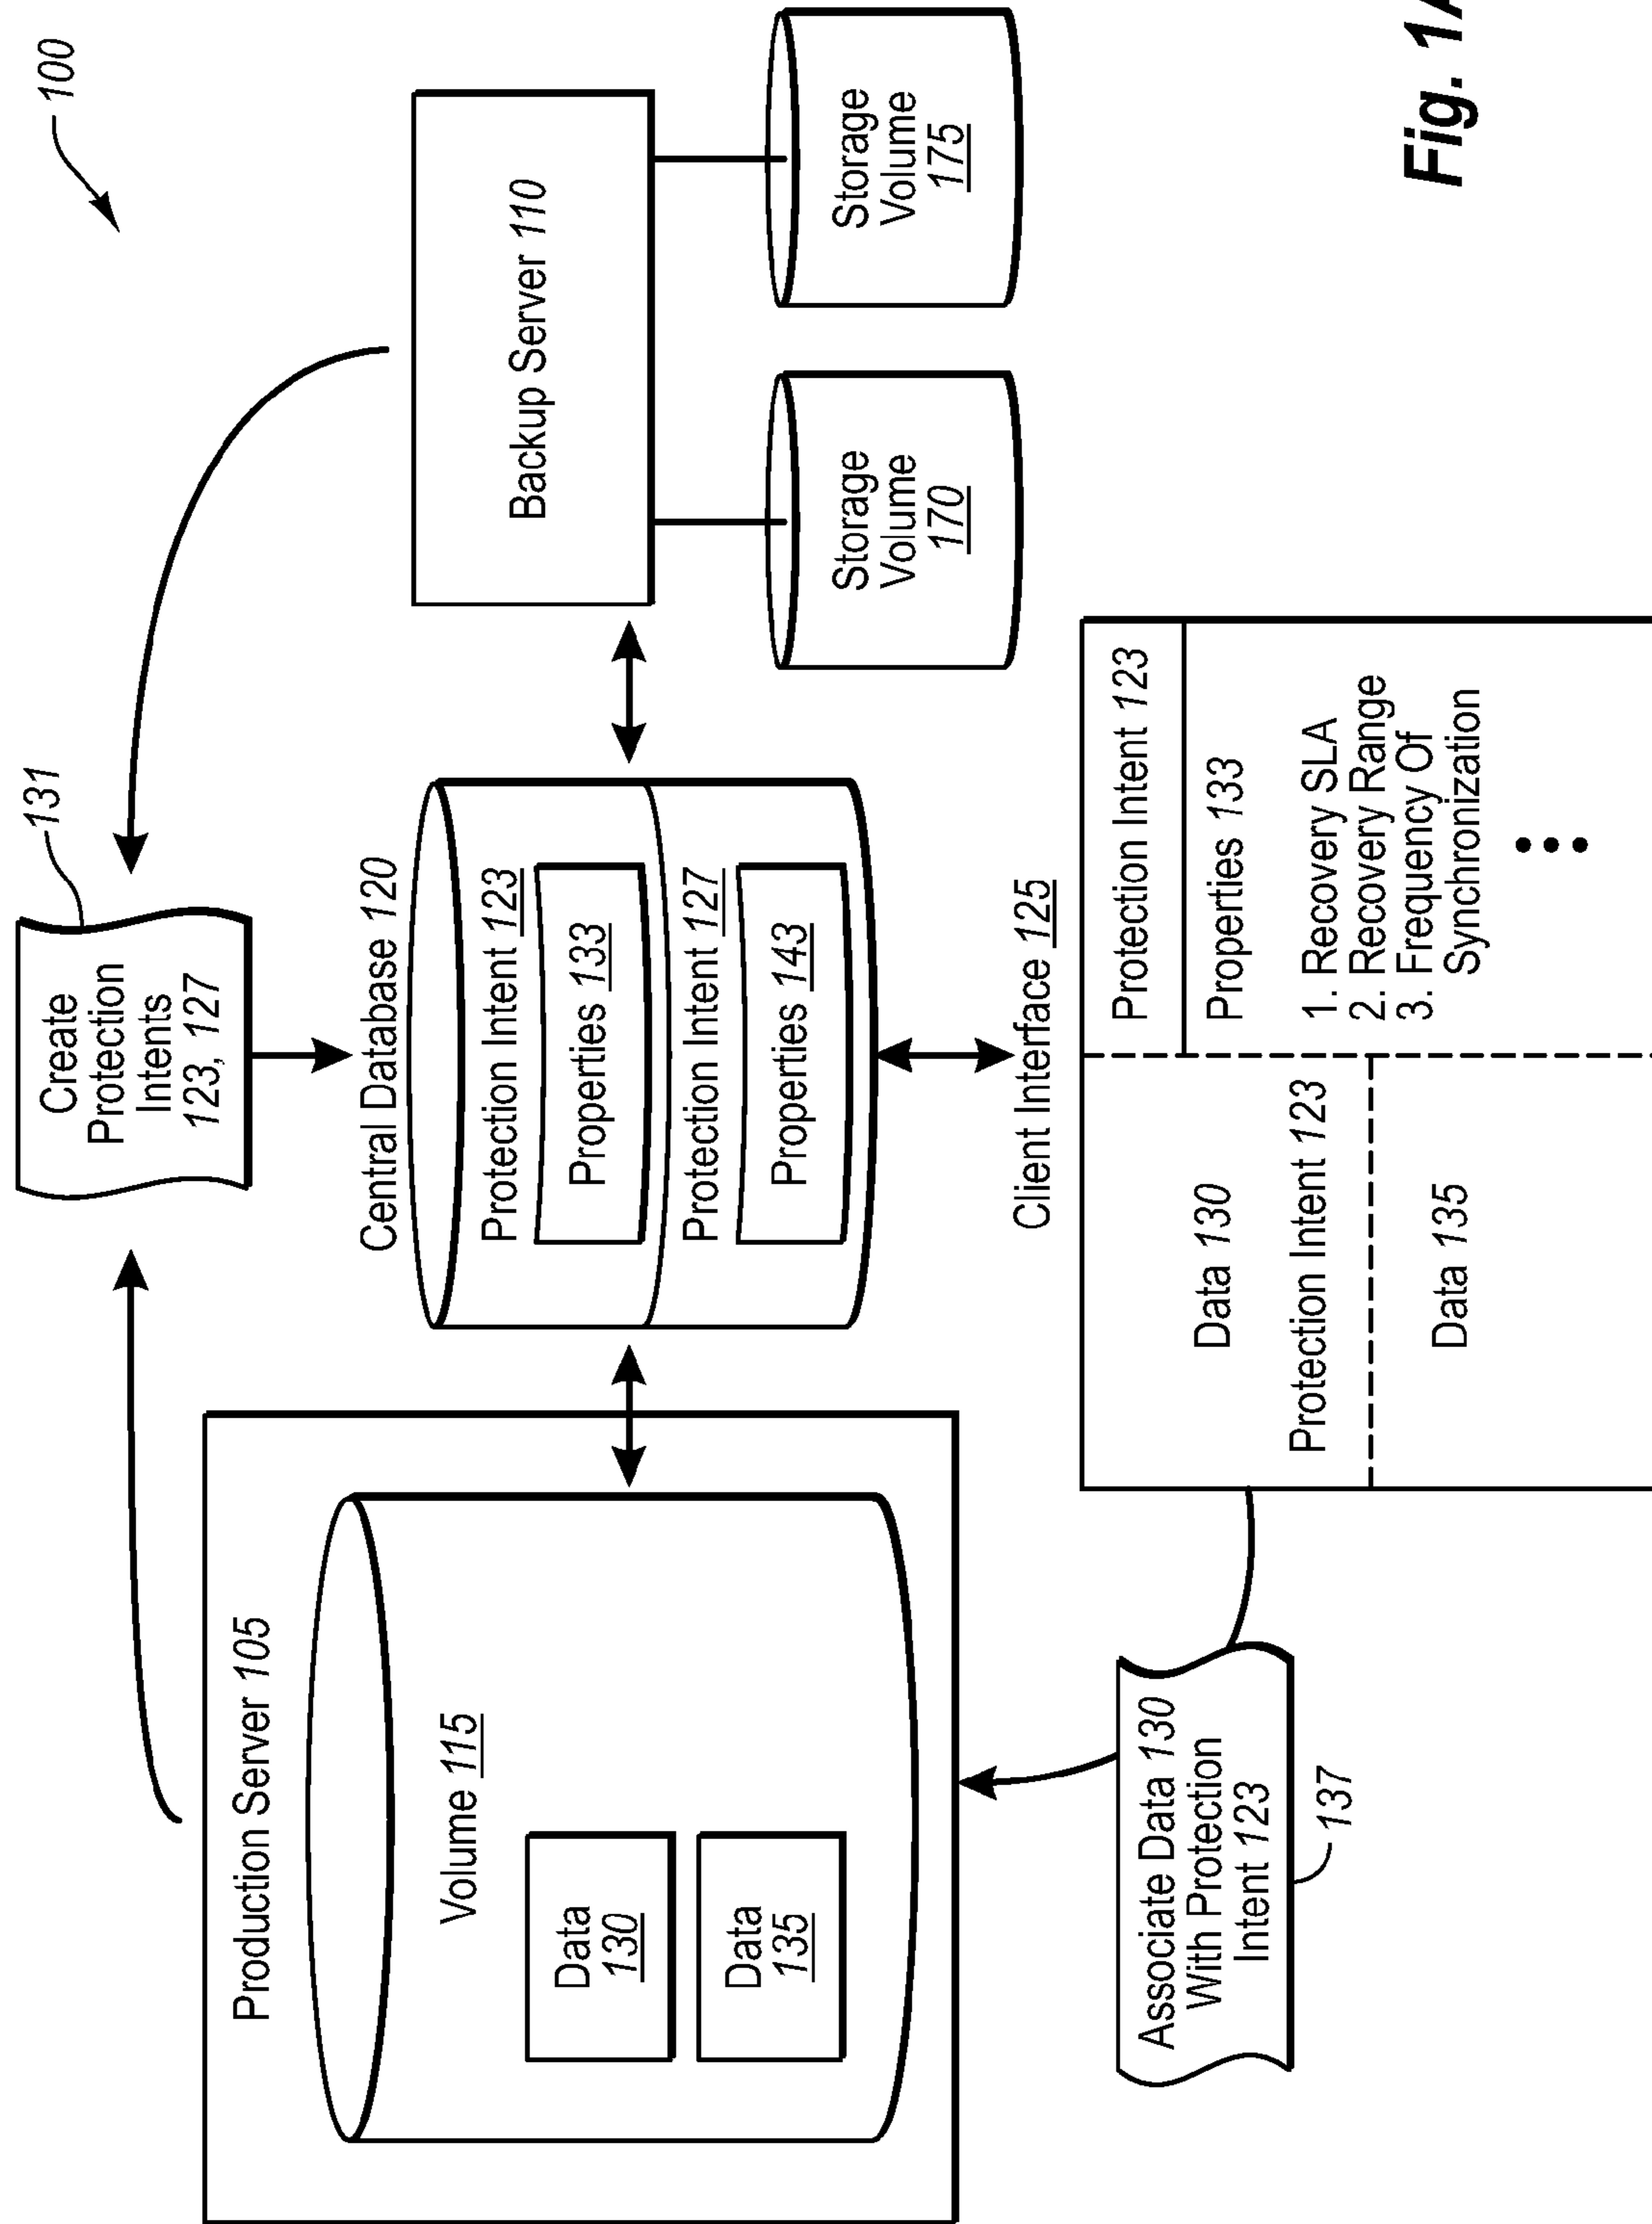 100
Create
Protection
Intents
123, 127
131
Production Server 105
Volume 115
Data
130
Data
135
Central Database 120
Protection Intent 123
Properties 133
Protection Intent 127
Properties 143
Backup Server 110
Storage
Volume
170
Storage
Volume
175
Associate Data 130
With Protection
Intent 123
137
Client Interface 125
Data 130
Protection Intent 123
Data 135
Protection Intent 123
Properties 133
1. Recovery SLA
2. Recovery Range
3. Frequency Of
Synchronization
Fig. 1A